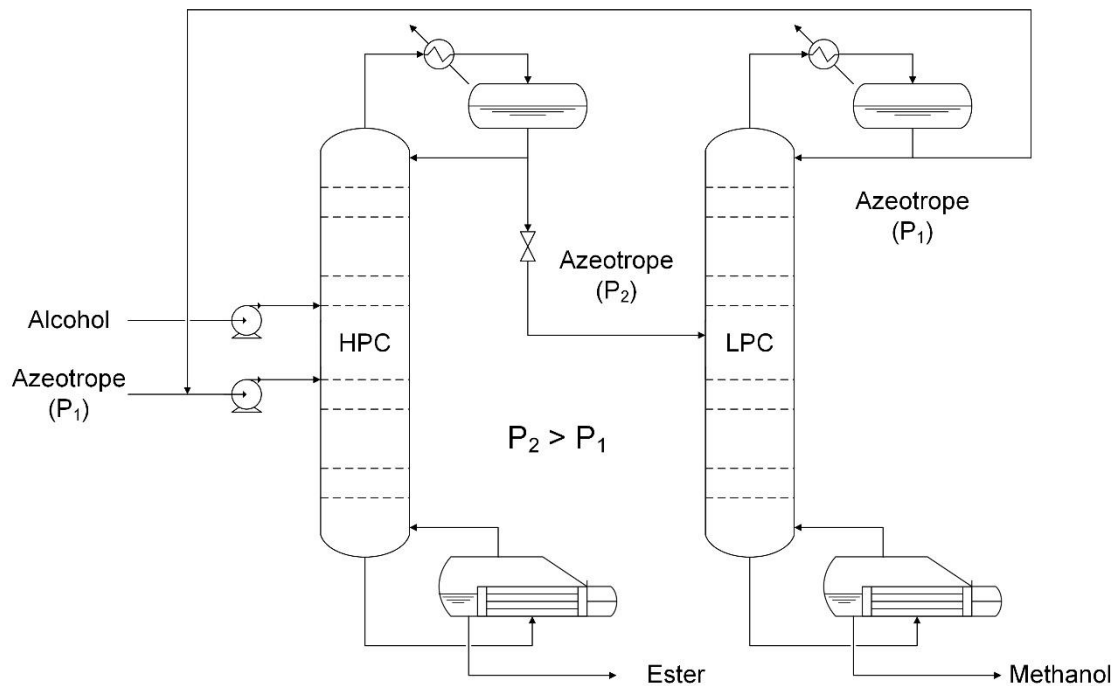 Azeotrope
(P₁)
Azeotrope
(P₂)
Alcohol
HPC
LPC
Azeotrope
(P₁)
P₂ > P₁
Ester
Methanol